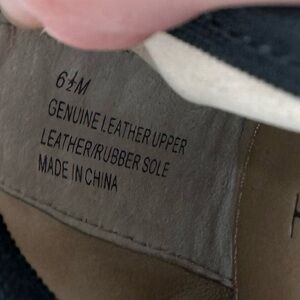 6½M
GENUINE LEATHER UPPER
LEATHER/RUBBER SOLE
MADE IN CHINA